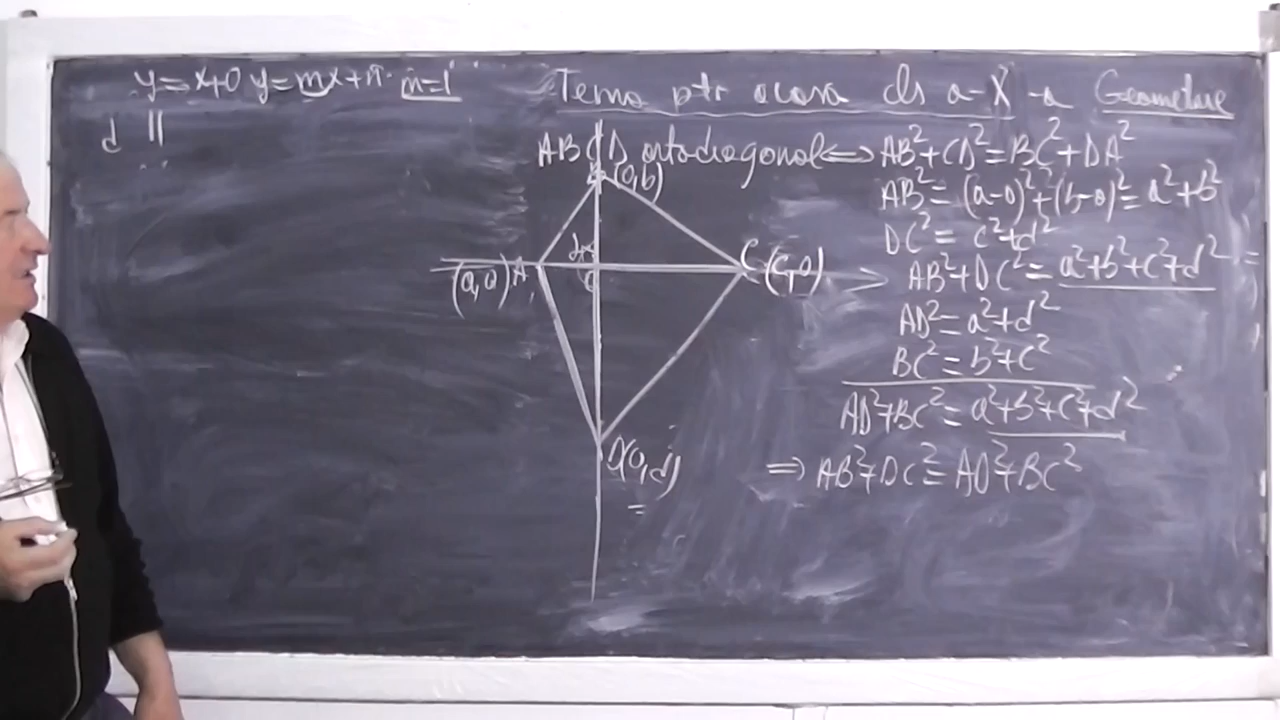 y=x+0 y=mx+n m=1
d ||
Tema ptr acasa cls a-X-a Geometrie
ABCD ortodiagonal ⇔ AB²+CD²=BC²+DA²
B(0,b)
AB²=(a-0)²+(b-0)²=a²+b²
DC²=c²+d²
(a,0) A
C(c,0)
AB²+DC²=a²+b²+c²+d² =
AD²=a²+d²
BC²=b²+c²
AD²+BC²=a²+b²+c²+d²
D(0,d)
⇒ AB²+DC²=AD²+BC²